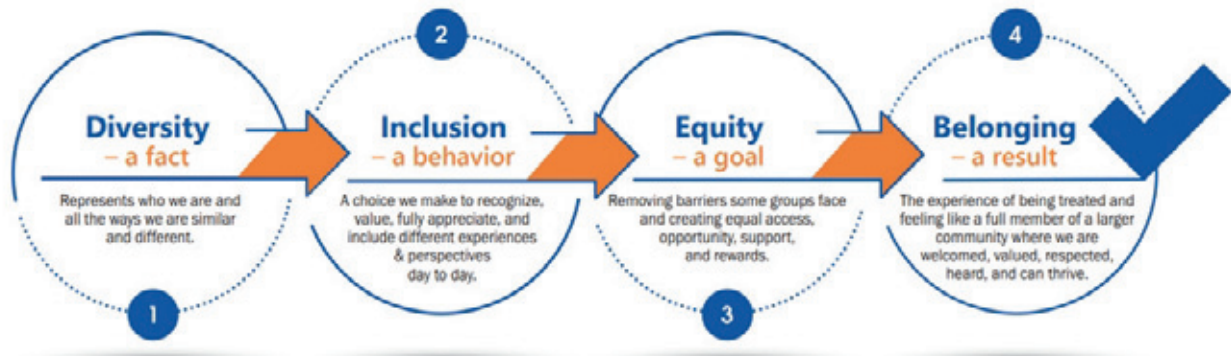 1
Diversity
– a fact
Represents who we are and
all the ways we are similar
and different.
2
Inclusion
– a behavior
A choice we make to recognize,
value, fully appreciate, and
include different experiences
& perspectives
day to day.
3
Equity
– a goal
Removing barriers some groups face
and creating equal access,
opportunity, support,
and rewards.
4
Belonging
– a result
The experience of being treated and
feeling like a full member of a larger
community where we are
welcomed, valued, respected,
heard, and can thrive.